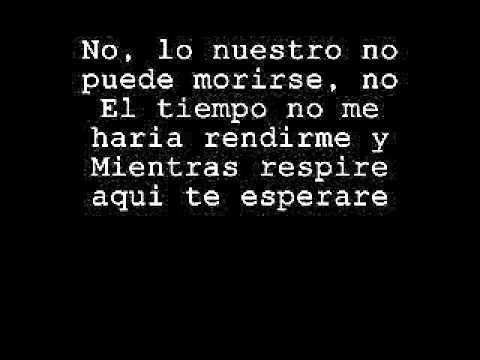 No, lo nuestro no
puede morirse, no
El tiempo no me
haria rendirme y
Mientras respire
aqui te esperare